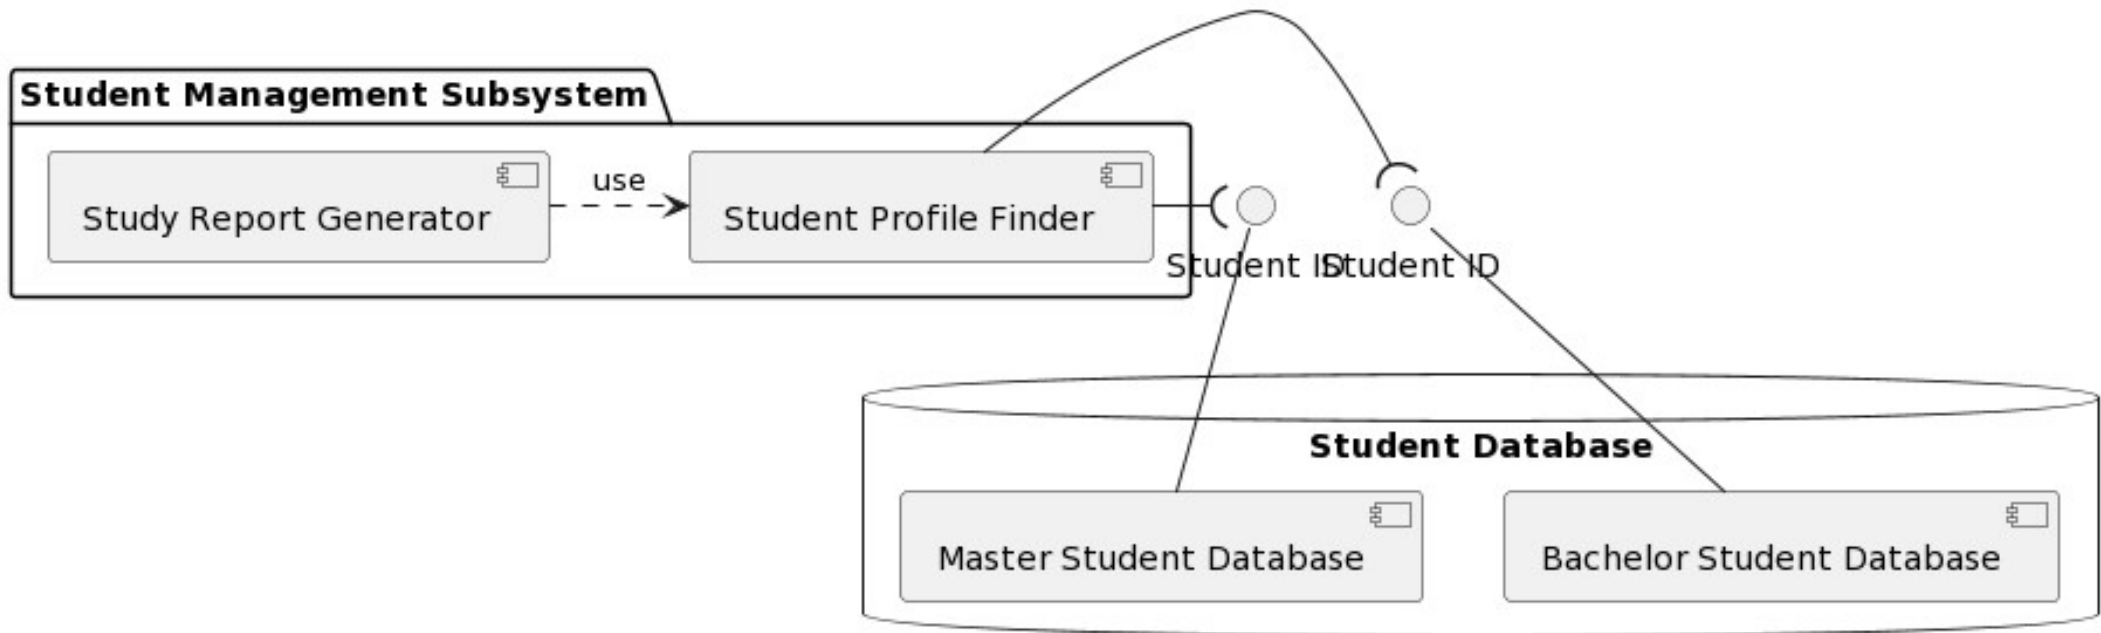 Student Management Subsystem
use
Study Report Generator
Student Profile Finder
Student ID
Student ID
Student Database
Master Student Database
Bachelor Student Database